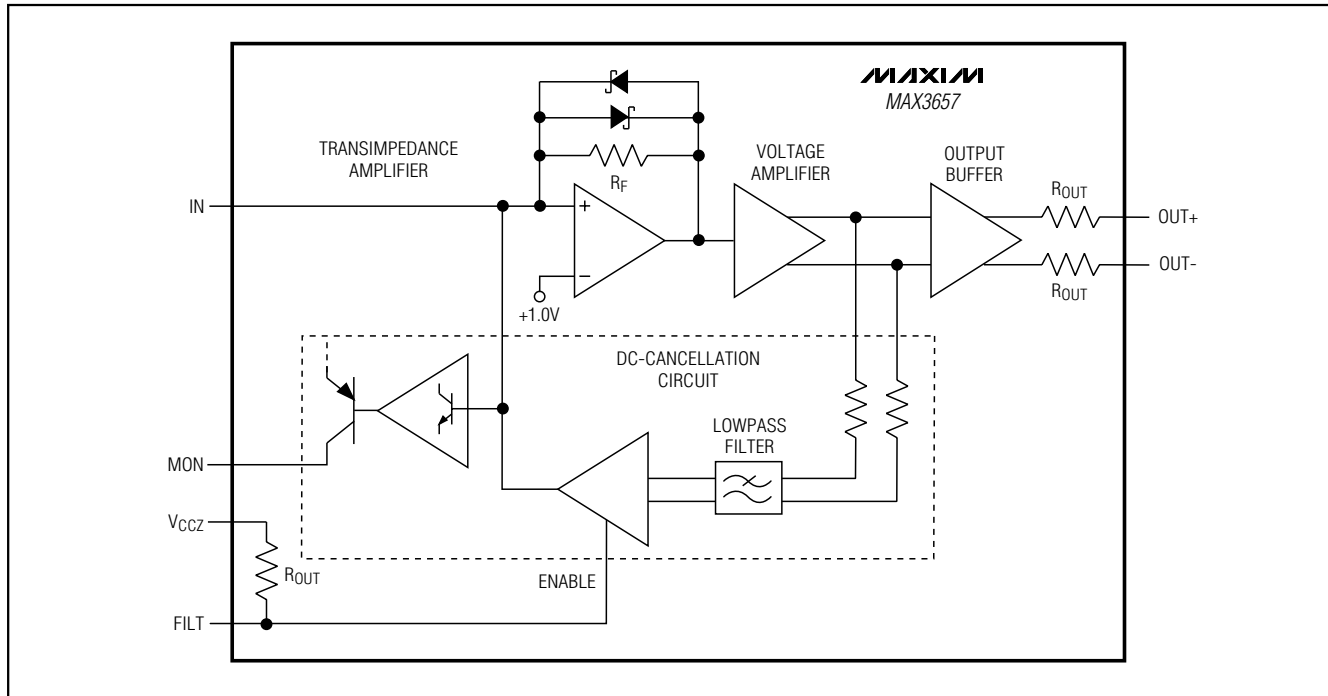 MAXIM
MAX3657
TRANSIMPEDANCE
AMPLIFIER
VOLTAGE
AMPLIFIER
OUTPUT
BUFFER
RF
ROUT
IN
+
OUT+
OUT-
−
ROUT
+1.0V
DC-CANCELLATION
CIRCUIT
LOWPASS
FILTER
MON
VCCZ
ROUT
ENABLE
FILT